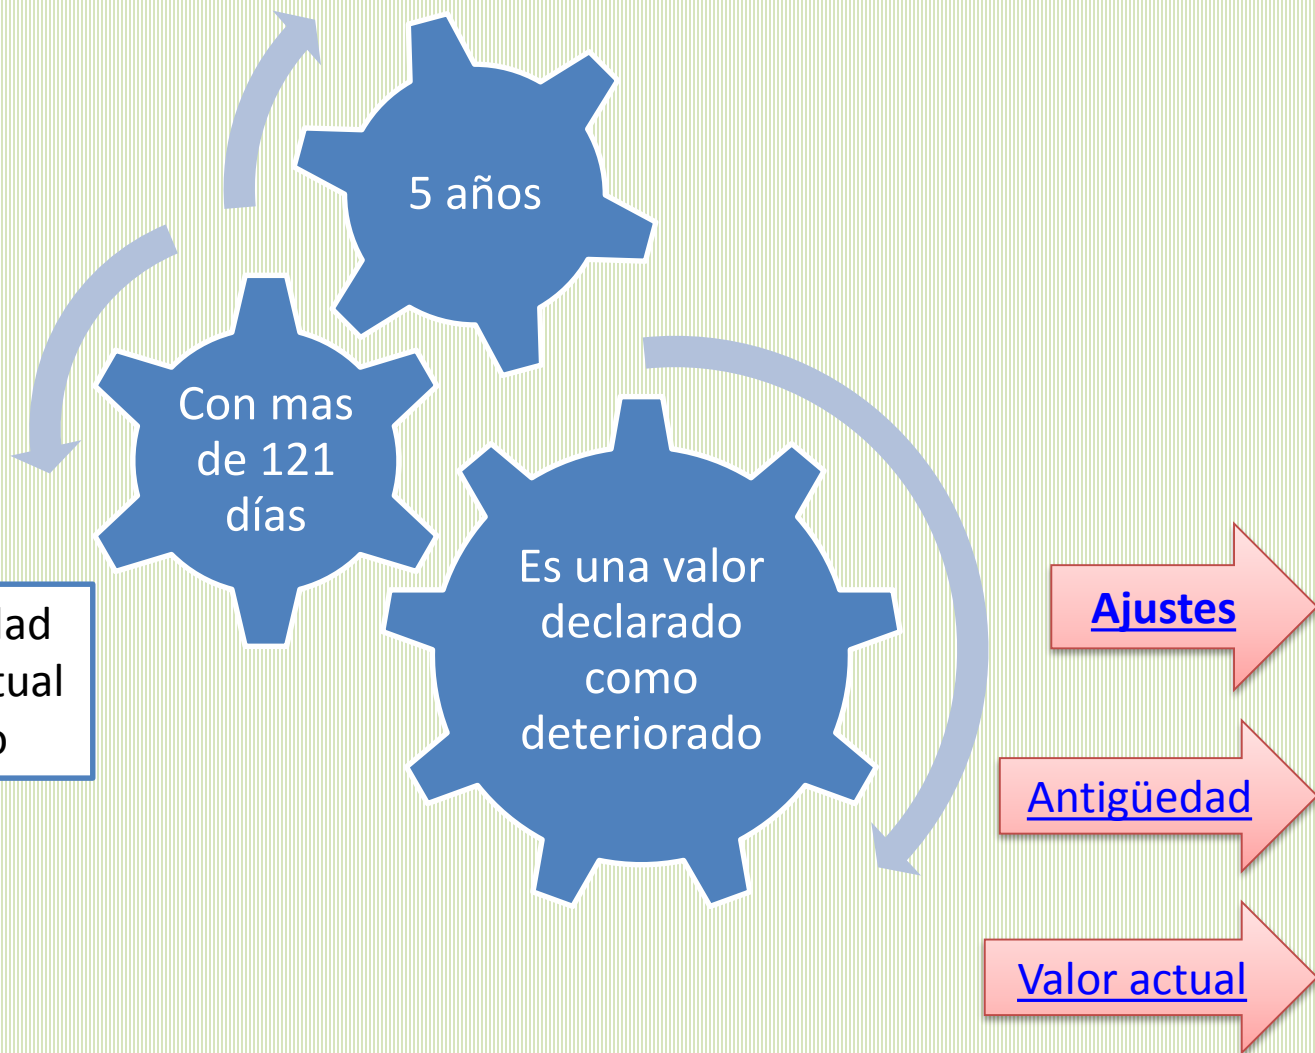 5 años
Con mas
de 121
días
Es una valor
declarado
como
deteriorado
Ajustes
Antigüedad
Valor actual